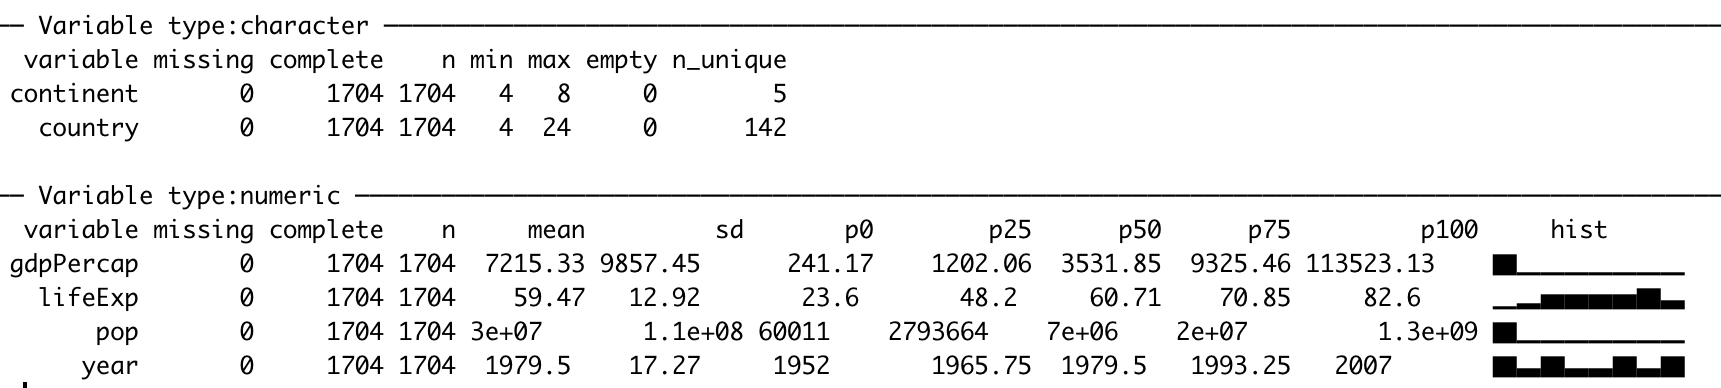 ── Variable type:character ──────────────────────────────────────────
variable missing complete n min max empty n_unique
continent 0 1704 1704 4 8 0 5
country 0 1704 1704 4 24 0 142
── Variable type:numeric ──────────────────────────────────────────
variable missing complete n mean sd p0 p25 p50 p75 p100 hist
gdpPercap 0 1704 1704 7215.33 9857.45 241.17 1202.06 3531.85 9325.46 113523.13 ▇▁▁▁▁▁▁▁
lifeExp 0 1704 1704 59.47 12.92 23.6 48.2 60.71 70.85 82.6 ▁▂▅▅▅▅▇▃
pop 0 1704 1704 3e+07 1.1e+08 60011 2793664 7e+06 2e+07 1.3e+09 ▇▁▁▁▁▁▁▁
year 0 1704 1704 1979.5 17.27 1952 1965.75 1979.5 1993.25 2007 ▇▃▇▃▃▇▃▇